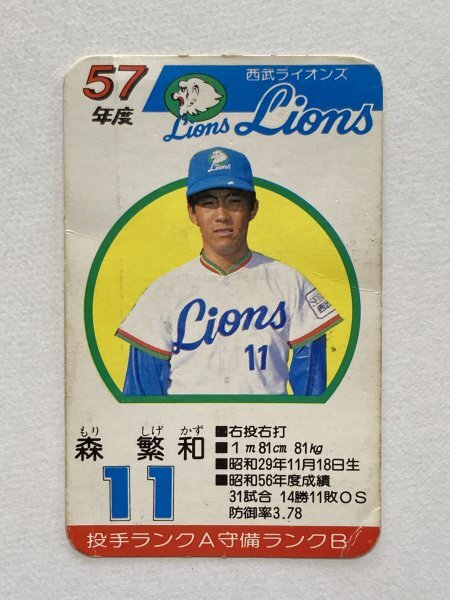 57
年度
西武ライオンズ
Lions Lions
Lions
11
もり しげ かず
森 繁 和
11
■右投右打
■1m81cm 81kg
■昭和29年11月18日生
■昭和56年度成績
31試合 14勝11敗0S
防御率3.78
投手ランクA守備ランクB